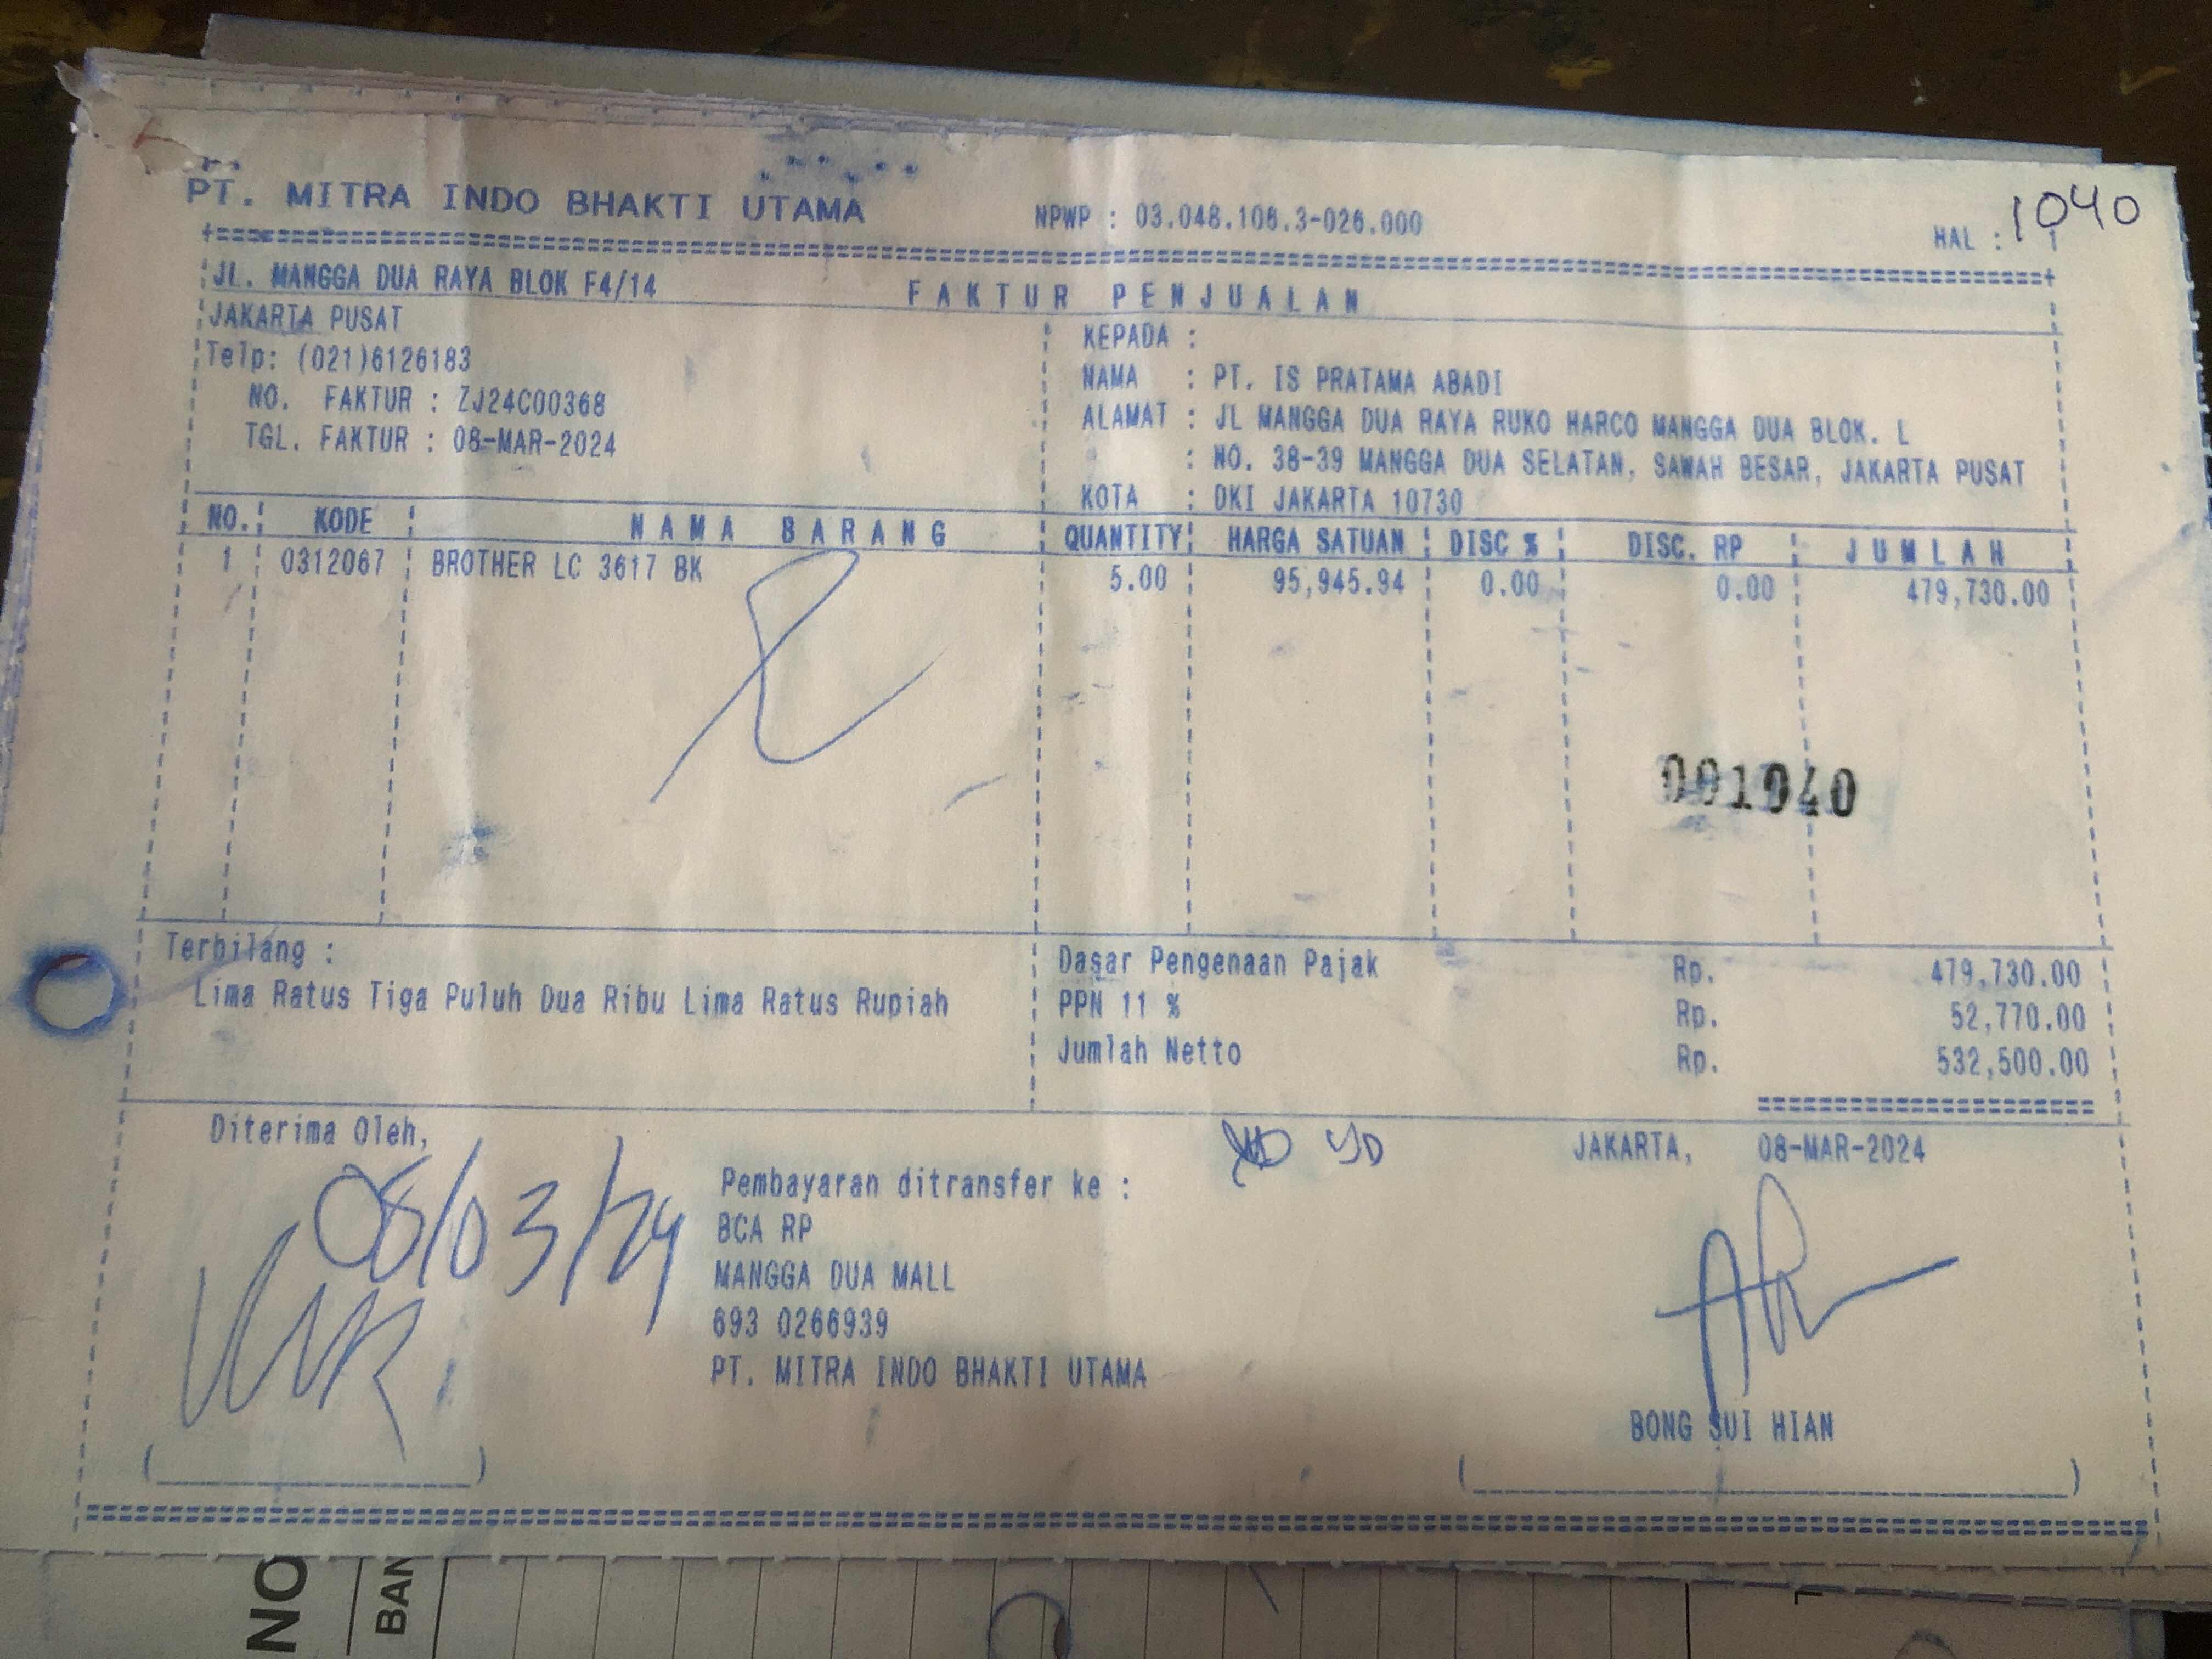 PT. MITRA INDO BHAKTI UTAMA
NPWP : 03.048.106.3-026.000
HAL : 1
1040
JL. MANGGA DUA RAYA BLOK F4/14
FAKTUR PENJUALAN
JAKARTA PUSAT
Telp: (021)6126183
NO. FAKTUR : ZJ24C00368
TGL. FAKTUR : 08-MAR-2024
KEPADA :
NAMA : PT. IS PRATAMA ABADI
ALAMAT : JL MANGGA DUA RAYA RUKO HARCO MANGGA DUA BLOK. L
: NO. 38-39 MANGGA DUA SELATAN, SAWAH BESAR, JAKARTA PUSAT
KOTA : DKI JAKARTA 10730
NO. KODE NAMA BARANG QUANTITY HARGA SATUAN DISC % DISC. RP JUMLAH
1 0312067 BROTHER LC 3617 BK 5.00 95,945.94 0.00 0.00 479,730.00
001040
Terbilang :
Lima Ratus Tiga Puluh Dua Ribu Lima Ratus Rupiah
Dasar Pengenaan Pajak Rp. 479,730.00
PPN 11 % Rp. 52,770.00
Jumlah Netto Rp. 532,500.00
Diterima Oleh,
08/03/24
Pembayaran ditransfer ke :
BCA RP
MANGGA DUA MALL
693 0266939
PT. MITRA INDO BHAKTI UTAMA
JAKARTA, 08-MAR-2024
BONG SUI HIAN
NO
BAN